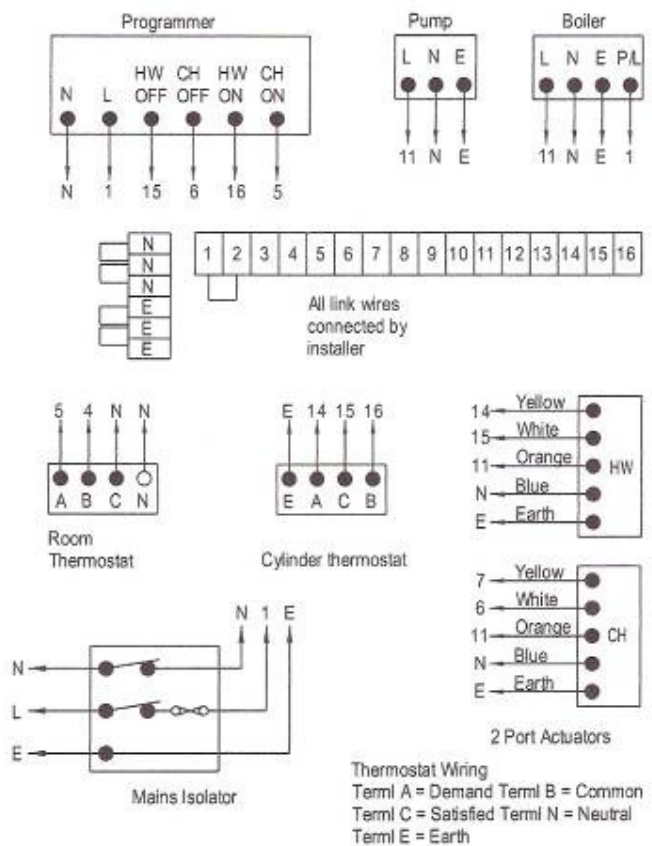 Programmer
Pump
Boiler
N L HW OFF CH OFF HW ON CH ON
L N E
L N E P/L
N 1 15 6 16 5
11 N E
11 N E 1
N
N
N
E
E
E
1 2 3 4 5 6 7 8 9 10 11 12 13 14 15 16
All link wires
connected by
installer
5 4 N N
A B C N
Room
Thermostat
E 14 15 16
E A C B
Cylinder thermostat
14 Yellow
15 White
11 Orange
N Blue
E Earth
HW
7 Yellow
6 White
11 Orange
N Blue
E Earth
CH
2 Port Actuators
N 1 E
N
L
E
Mains Isolator
Thermostat Wiring
Terml A = Demand Terml B = Common
Terml C = Satisfied Terml N = Neutral
Terml E = Earth